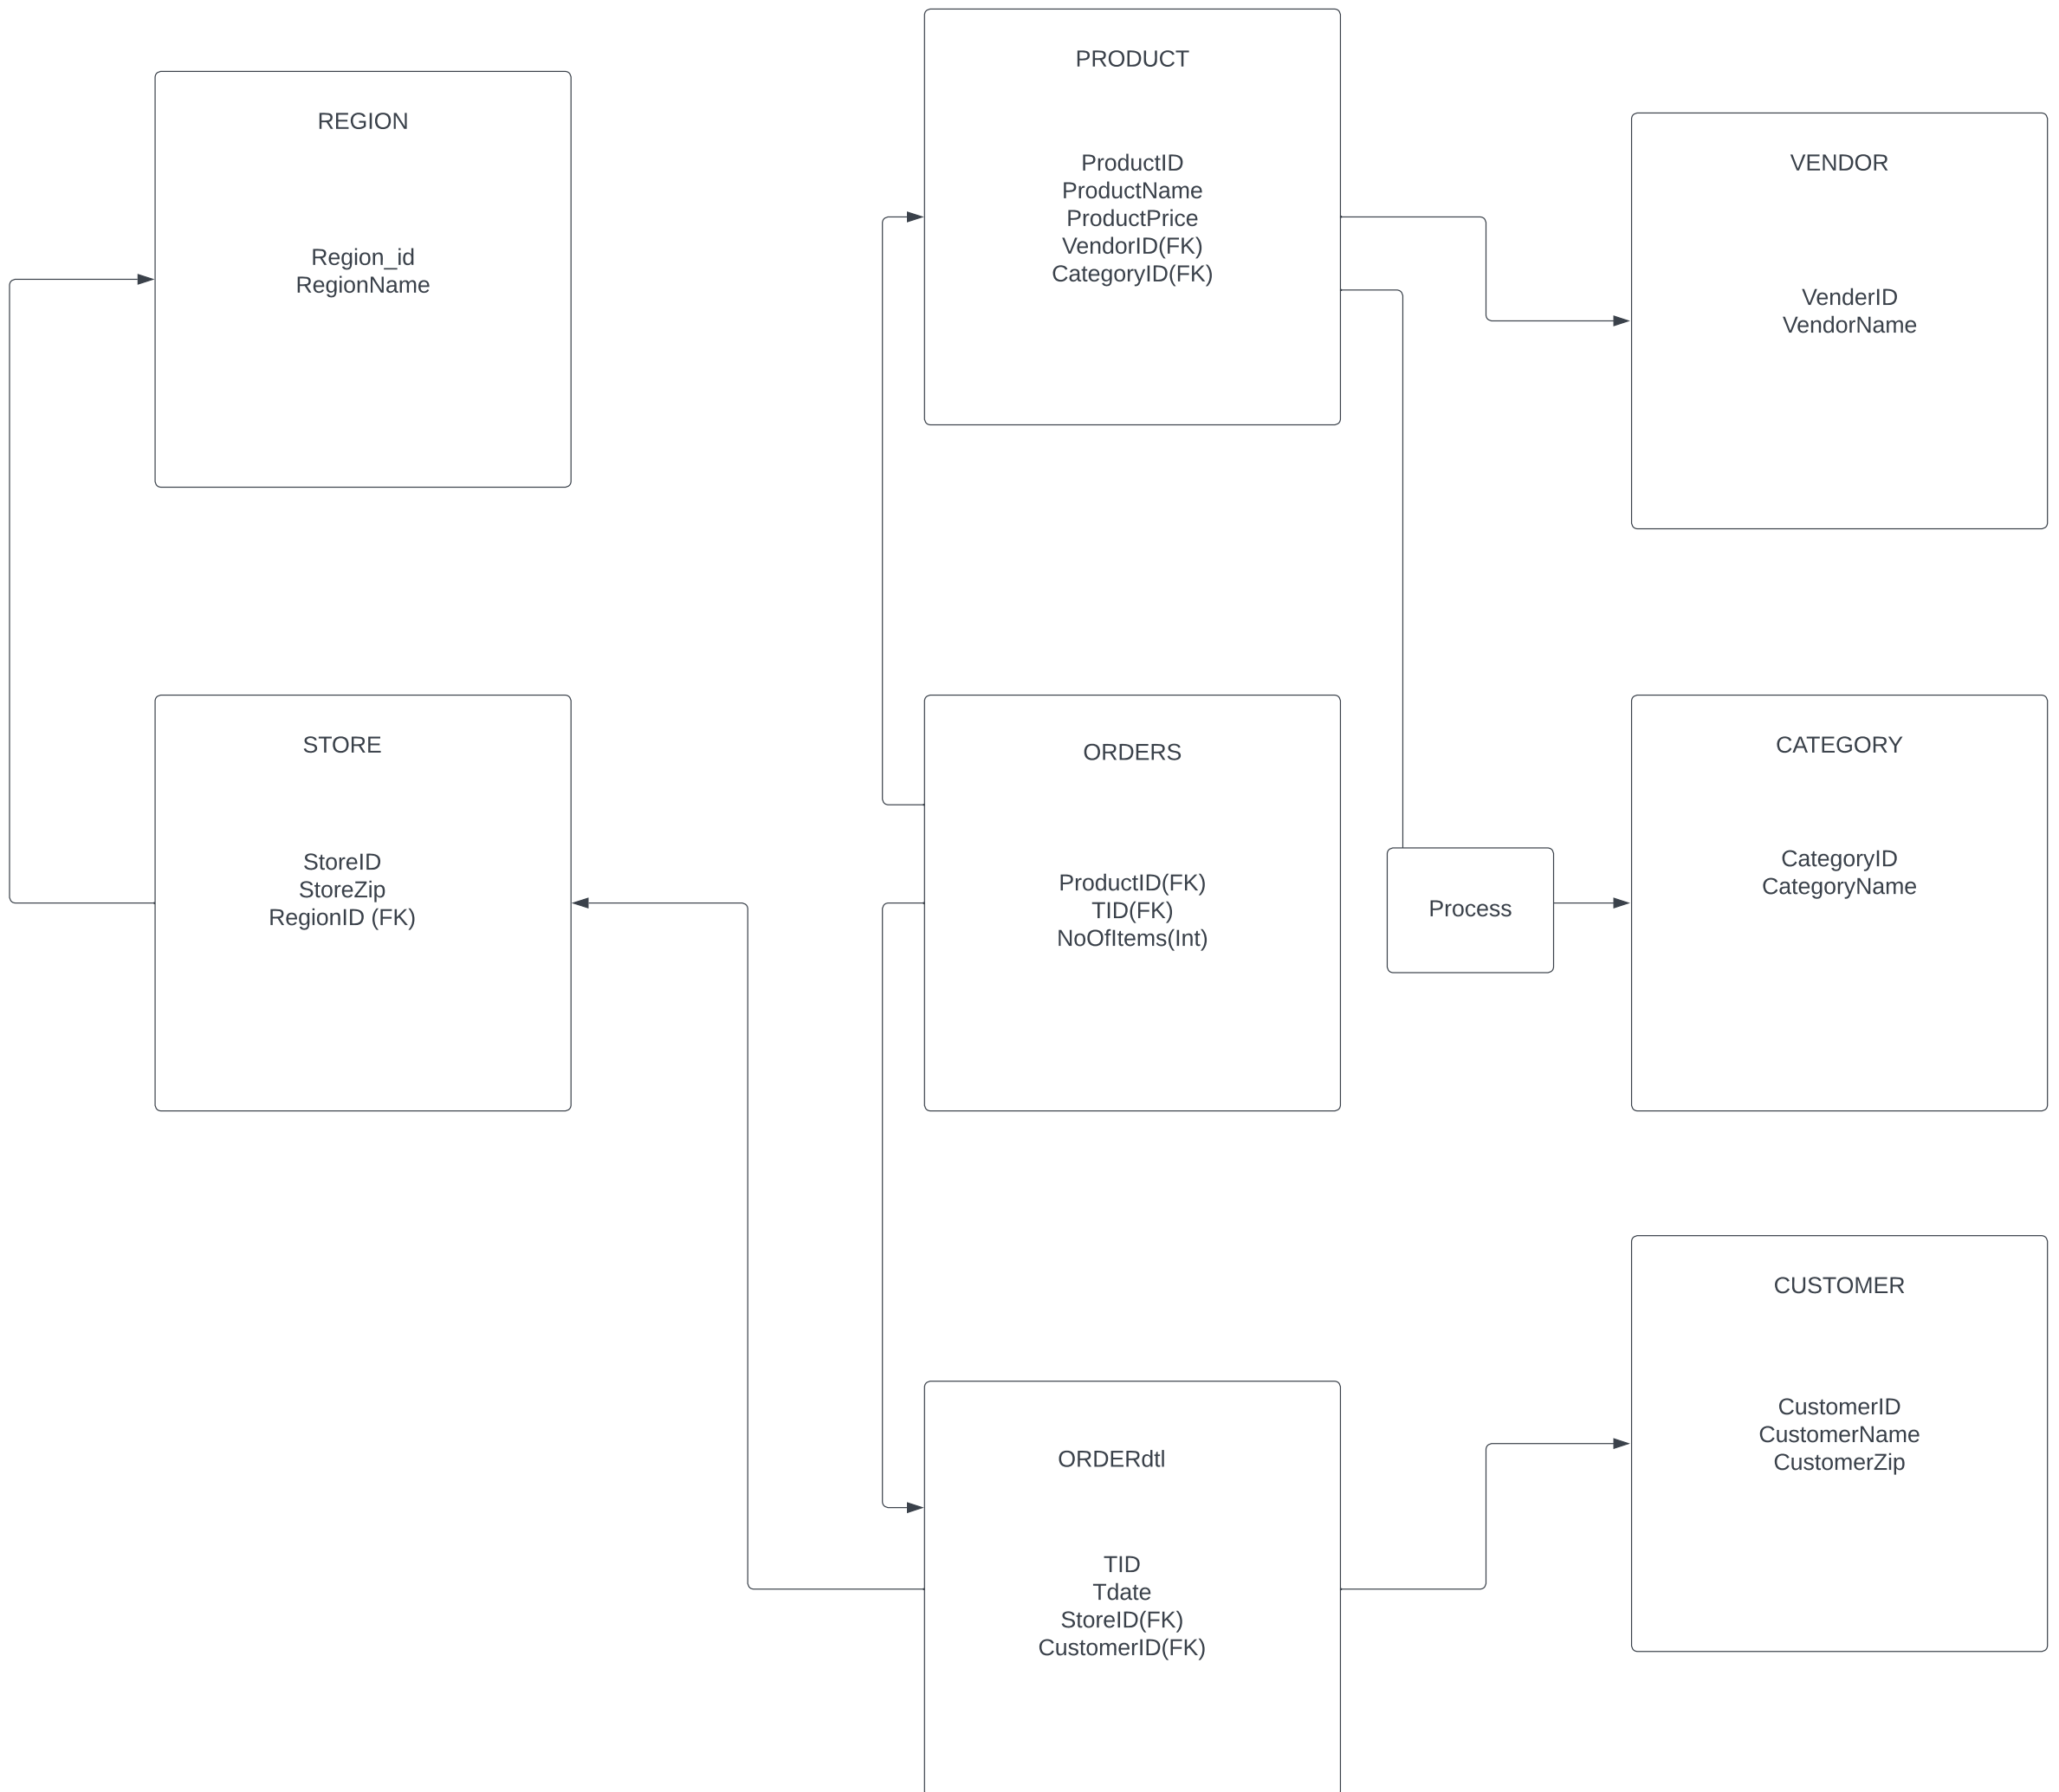 PRODUCT
ProductID
ProductName
ProductPrice
VendorID(FK)
CategoryID(FK)
REGION
Region_id
RegionName
VENDOR
VenderID
VendorName
STORE
StoreID
StoreZip
RegionID (FK)
ORDERS
ProductID(FK)
TID(FK)
NoOfItems(Int)
Process
CATEGORY
CategoryID
CategoryName
CUSTOMER
CustomerID
CustomerName
CustomerZip
ORDERdtl
TID
Tdate
StoreID(FK)
CustomerID(FK)